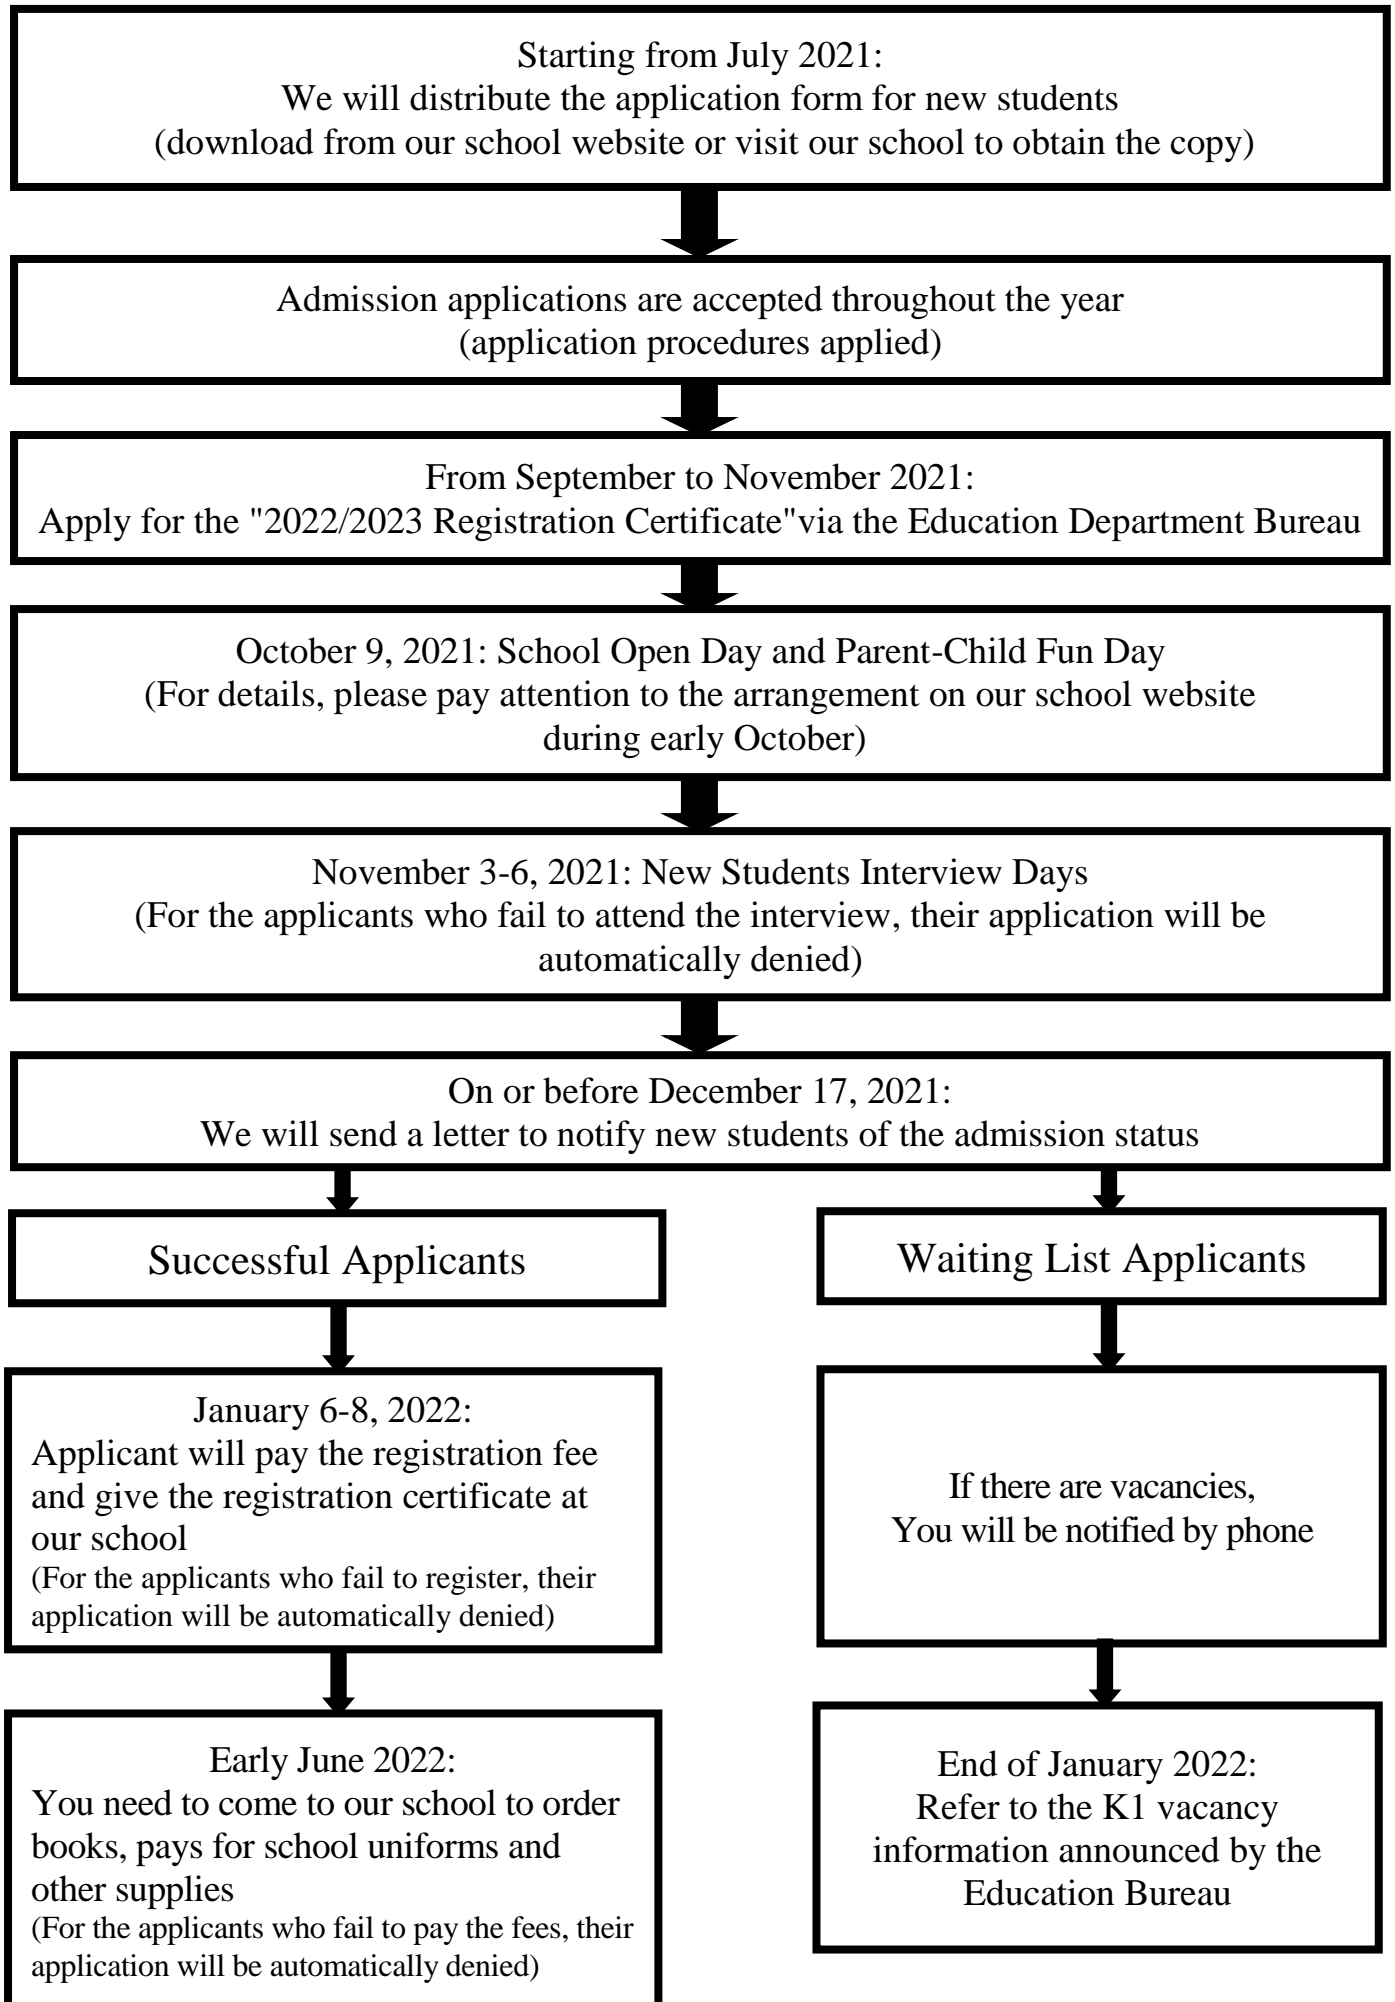 Starting from July 2021:
We will distribute the application form for new students
(download from our school website or visit our school to obtain the copy)
Admission applications are accepted throughout the year
(application procedures applied)
From September to November 2021:
Apply for the "2022/2023 Registration Certificate"via the Education Department Bureau
October 9, 2021: School Open Day and Parent-Child Fun Day
(For details, please pay attention to the arrangement on our school website
during early October)
November 3-6, 2021: New Students Interview Days
(For the applicants who fail to attend the interview, their application will be
automatically denied)
On or before December 17, 2021:
We will send a letter to notify new students of the admission status
Successful Applicants
January 6-8, 2022:
Applicant will pay the registration fee
and give the registration certificate at
our school
(For the applicants who fail to register, their
application will be automatically denied)
Early June 2022:
You need to come to our school to order
books, pays for school uniforms and
other supplies
(For the applicants who fail to pay the fees, their
application will be automatically denied)
Waiting List Applicants
If there are vacancies,
You will be notified by phone
End of January 2022:
Refer to the K1 vacancy
information announced by the
Education Bureau